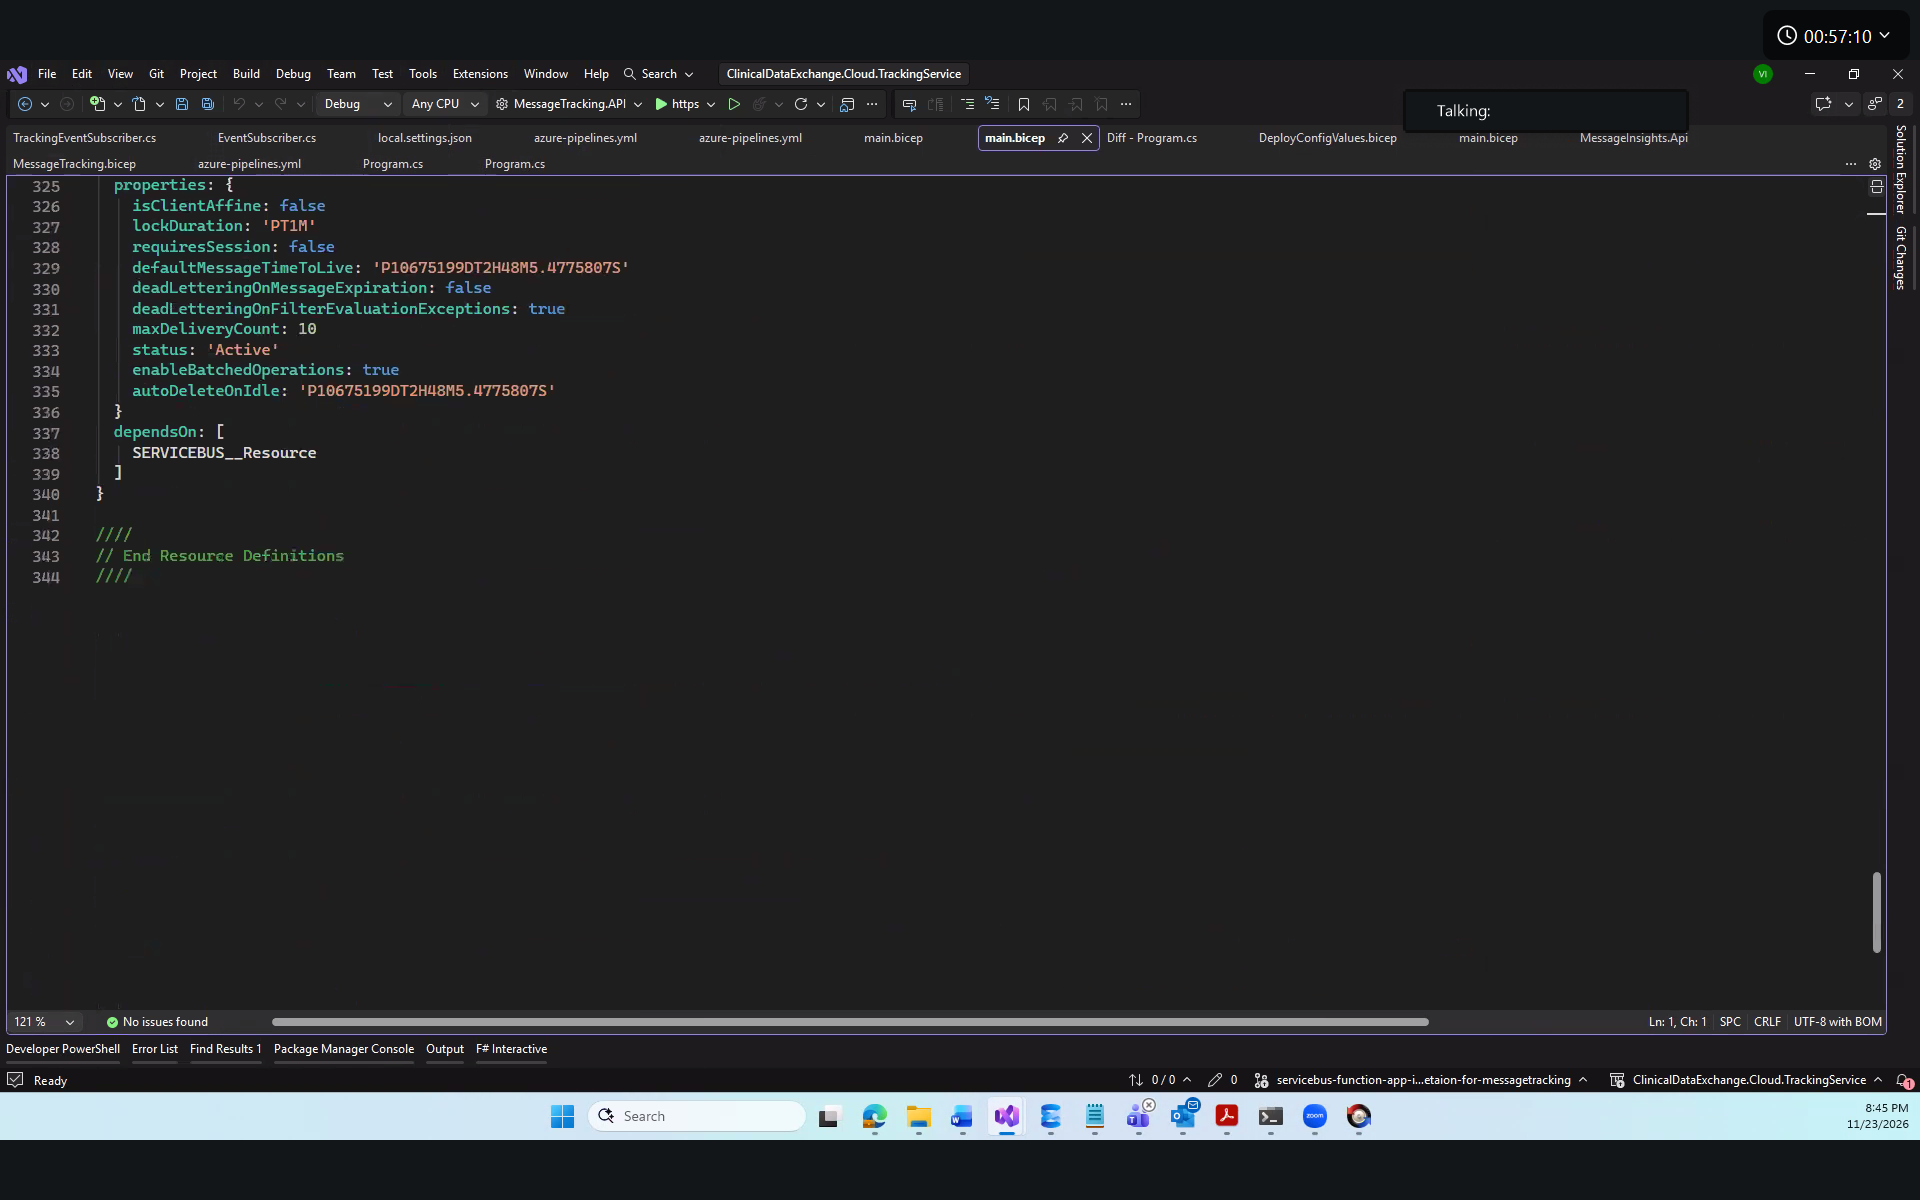 00:57:10
File Edit View Git Project Build Debug Team Test Tools Extensions Window Help Search ClinicalDataExchange.Cloud.TrackingService VI
Debug Any CPU MessageTracking.API https 2
Talking:
TrackingEventSubscriber.cs EventSubscriber.cs local.settings.json azure-pipelines.yml azure-pipelines.yml main.bicep main.bicep Diff - Program.cs DeployConfigValues.bicep main.bicep MessageInsights.Api
MessageTracking.bicep azure-pipelines.yml Program.cs Program.cs
Solution Explorer
Git Changes
325 properties: {
326 isClientAffine: false
327 lockDuration: 'PT1M'
328 requiresSession: false
329 defaultMessageTimeToLive: 'P10675199DT2H48M5.4775807S'
330 deadLetteringOnMessageExpiration: false
331 deadLetteringOnFilterEvaluationExceptions: true
332 maxDeliveryCount: 10
333 status: 'Active'
334 enableBatchedOperations: true
335 autoDeleteOnIdle: 'P10675199DT2H48M5.4775807S'
336 }
337 dependsOn: [
338 SERVICEBUS__Resource
339 ]
340 }
341
342 ////
343 // End Resource Definitions
344 ////
121 % No issues found Ln: 1, Ch: 1 SPC CRLF UTF-8 with BOM
Developer PowerShell Error List Find Results 1 Package Manager Console Output F# Interactive
Ready 0 / 0 0 servicebus-function-app-i...etaion-for-messagetracking ClinicalDataExchange.Cloud.TrackingService 1
Search zoom 8:45 PM
11/23/2026